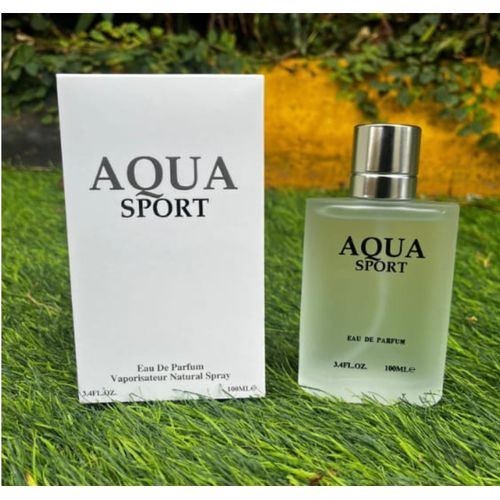 AQUA
SPORT
Eau De Parfum
Vaporisateur Natural Spray
3.4FL.OZ. 100ML℮
AQUA
SPORT
EAU DE PARFUM
3.4FL.OZ. 100ML℮